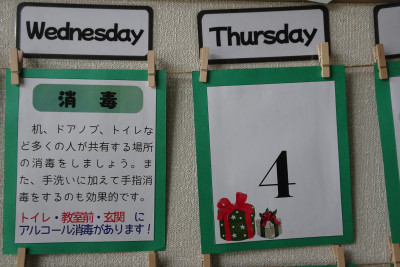 Wednesday
Thursday
消毒
机、ドアノブ、トイレな
ど多くの人が共有する場所
の消毒をしましょう。ま
た、手洗いに加えて手指消
毒をするのも効果的です。
トイレ・教室前・玄関 に
アルコール消毒があります！
4